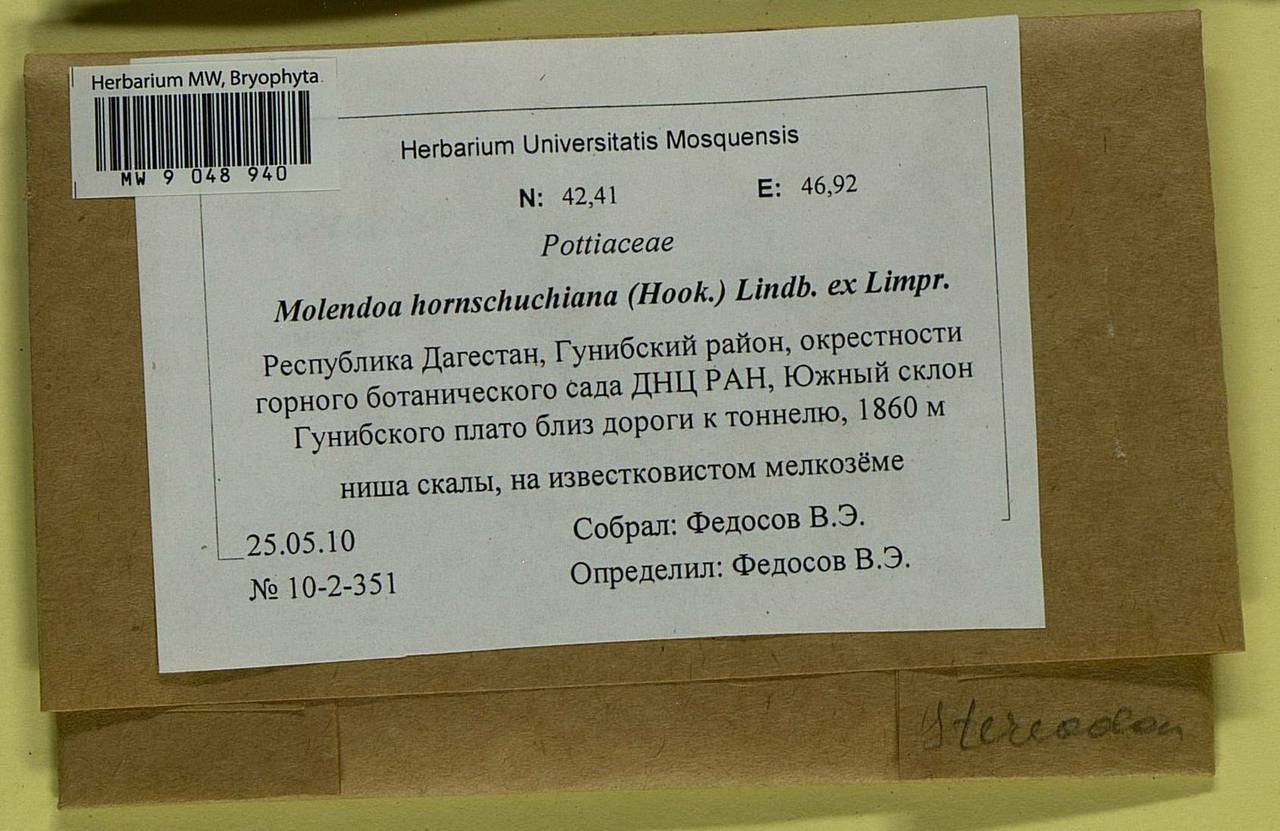 Herbarium MW, Bryophyta
MW 9 048 940
Herbarium Universitatis Mosquensis
N: 42,41 E: 46,92
Pottiaceae
Molendoa hornschuchiana (Hook.) Lindb. ex Limpr.
Республика Дагестан, Гунибский район, окрестности
горного ботанического сада ДНЦ РАН, Южный склон
Гунибского плато близ дороги к тоннелю, 1860 м
ниша скалы, на известковистом мелкозёме
25.05.10 Собрал: Федосов В.Э.
№ 10-2-351 Определил: Федосов В.Э.
Stereodon